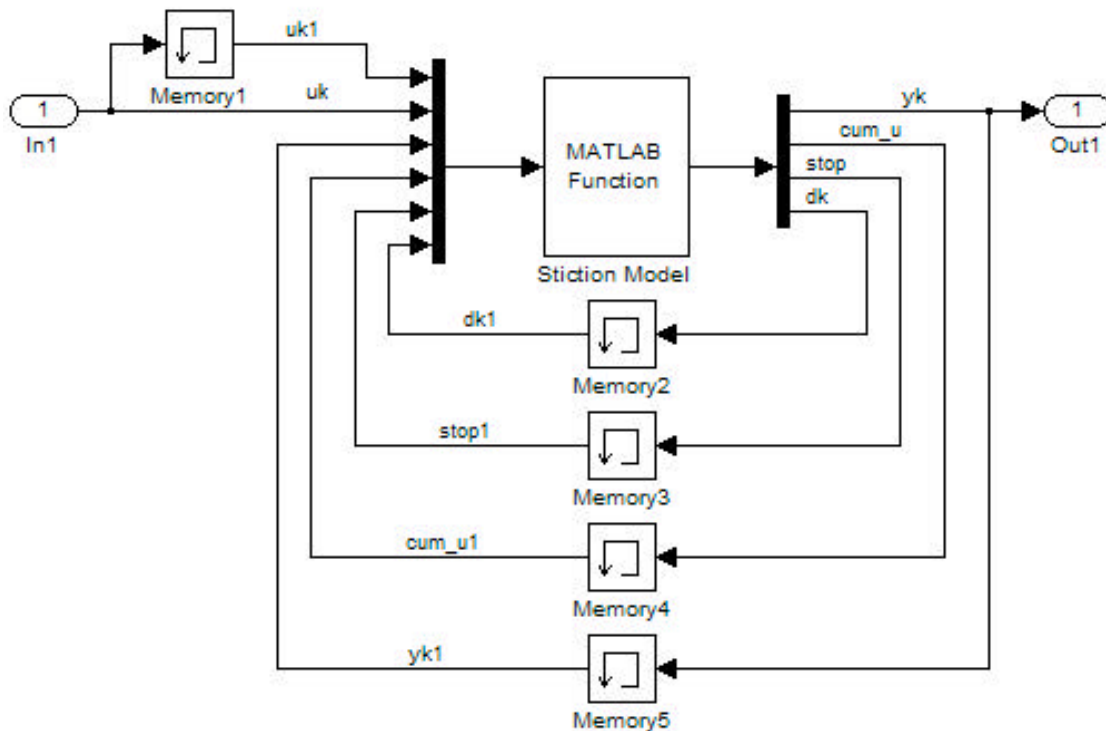 uk1
Memory1
uk
1
In1
MATLAB
Function
Stiction Model
yk
cum_u
stop
dk
1
Out1
dk1
Memory2
stop1
Memory3
cum_u1
Memory4
yk1
Memory5